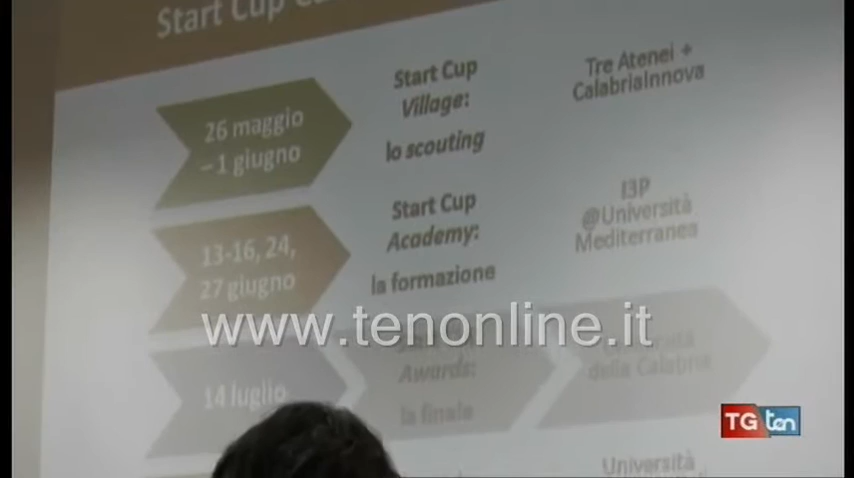 Start Cup
26 maggio
– 1 giugno
Start Cup
Village:
lo scouting
Tre Atenei +
CalabriaInnova
13-16, 24,
27 giugno
Start Cup
Academy:
la formazione
I3P
@Università
Mediterranea
www.tenonline.it
14 luglio
Awards:
la finale
della Calabria
Università
TG ten